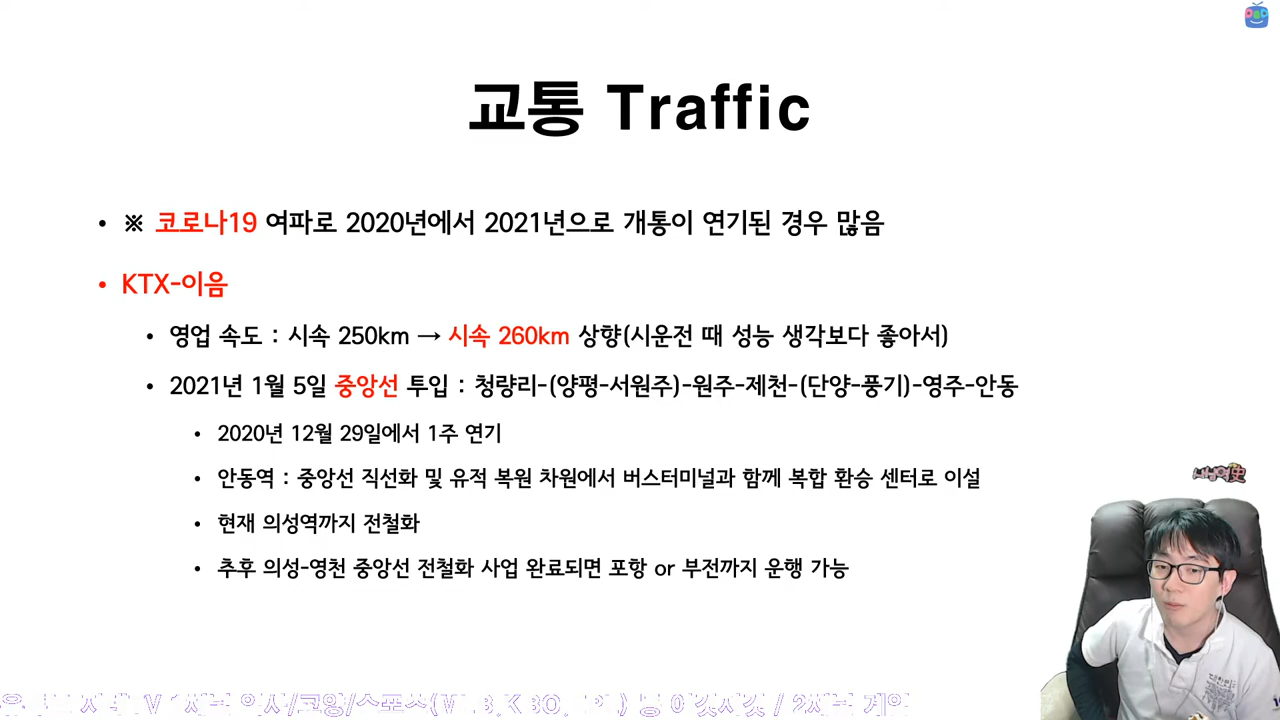 교통 Traffic
• ※ 코로나19 여파로 2020년에서 2021년으로 개통이 연기된 경우 많음
• KTX-이음
• 영업 속도 : 시속 250km → 시속 260km 상향(시운전 때 성능 생각보다 좋아서)
• 2021년 1월 5일 중앙선 투입 : 청량리-(양평-서원주)-원주-제천-(단양-풍기)-영주-안동
• 2020년 12월 29일에서 1주 연기
• 안동역 : 중앙선 직선화 및 유적 복원 차원에서 버스터미널과 함께 복합 환승 센터로 이설
• 현재 의성역까지 전철화
• 추후 의성-영천 중앙선 전철화 사업 완료되면 포항 or 부전까지 운행 가능